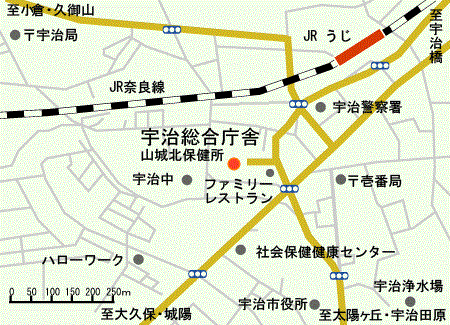 至小倉・久御山
〒宇治局
JR うじ
至宇治橋
JR奈良線
宇治警察署
宇治総合庁舎
山城北保健所
宇治中
ファミリー
レストラン
〒壱番局
ハローワーク
社会保健健康センター
宇治浄水場
0 50 100 150 200 250m
宇治市役所
至大久保・城陽
至太陽ヶ丘・宇治田原